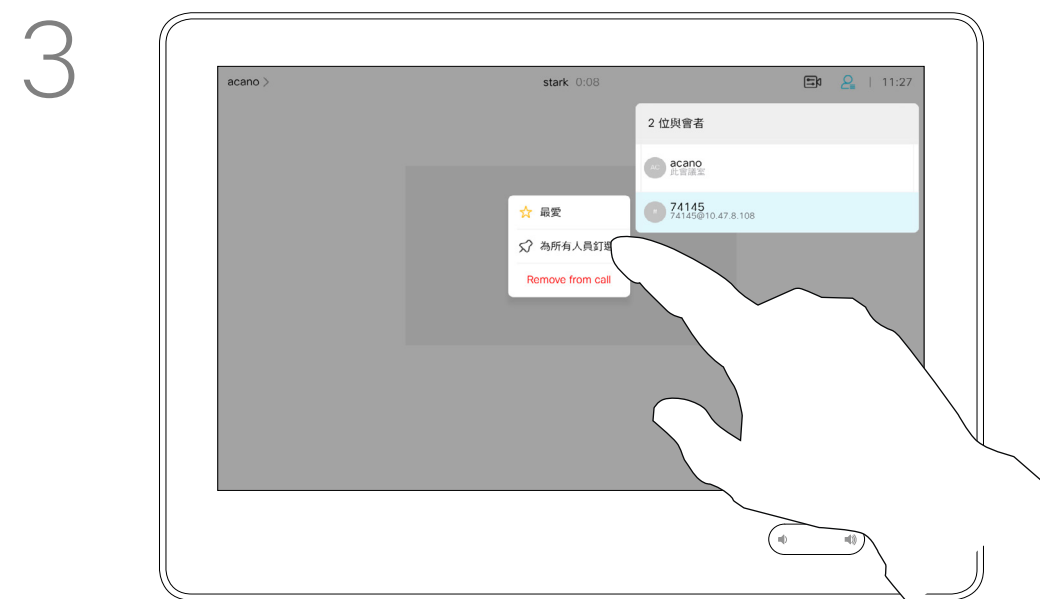 3
acano >
stark 0:08
11:27
2 位與會者
AC
acano
此會議室
74145
74145@10.47.8.108
最愛
為所有人員釘選
Remove from call